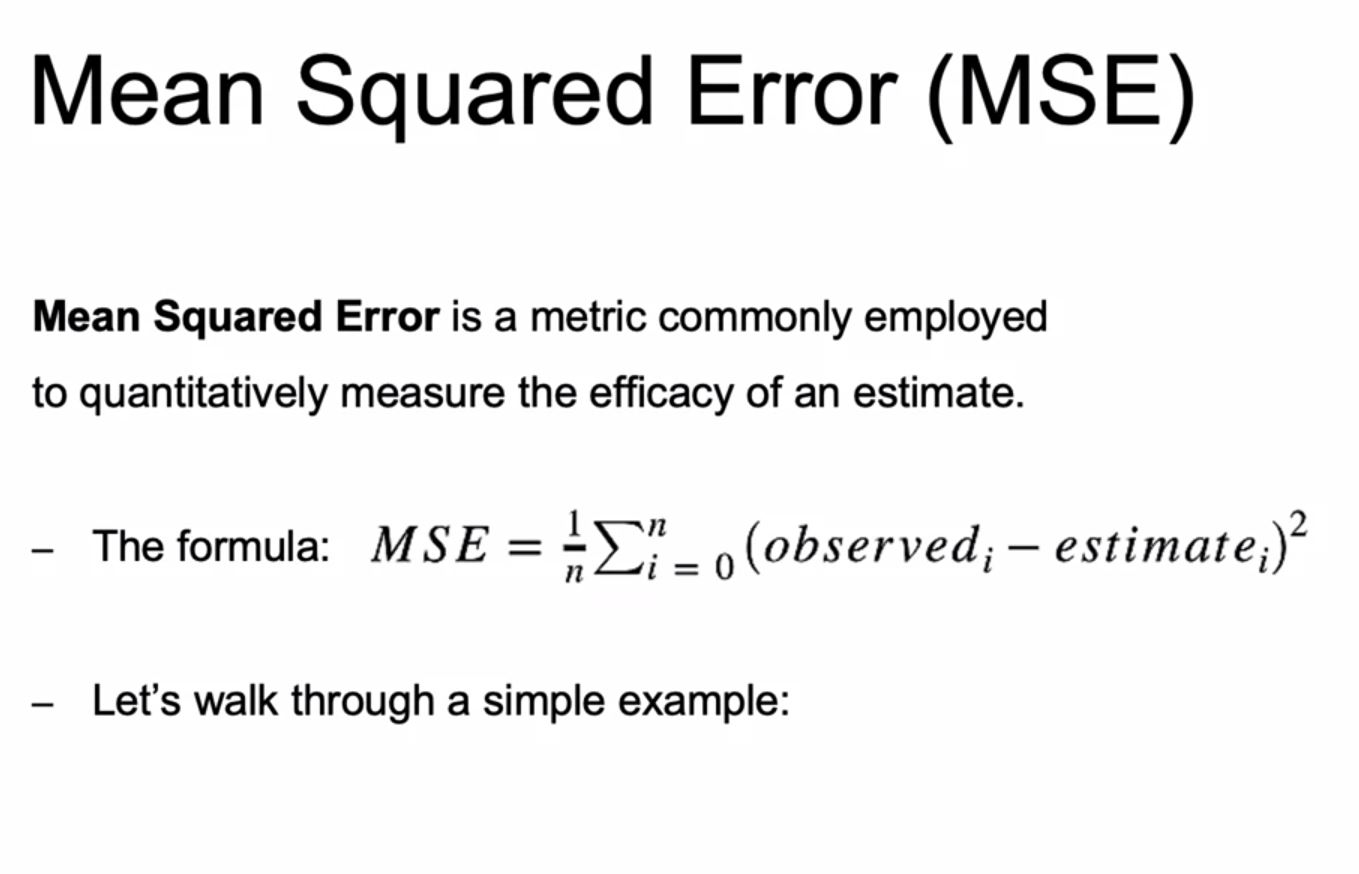 Mean Squared Error (MSE)
Mean Squared Error is a metric commonly employed
to quantitatively measure the efficacy of an estimate.
– The formula: MSE = \frac{1}{n}\sum_{i=0}^{n}(observed_i − estimate_i)^2
– Let’s walk through a simple example: